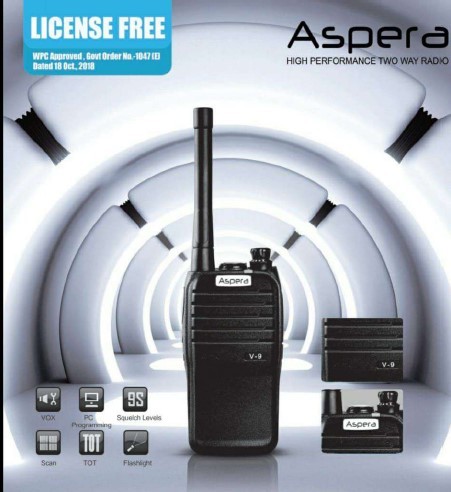 LICENSE FREE
WPC Approved , Govt Order No.-1047 (E)
Dated 18 Oct., 2018
Aspera
HIGH PERFORMANCE TWO WAY RADIO
Aspera
V-9
V-9
Aspera
VOX
PC Programming
9S
Squelch Levels
Scan
TOT
TOT
Flashlight